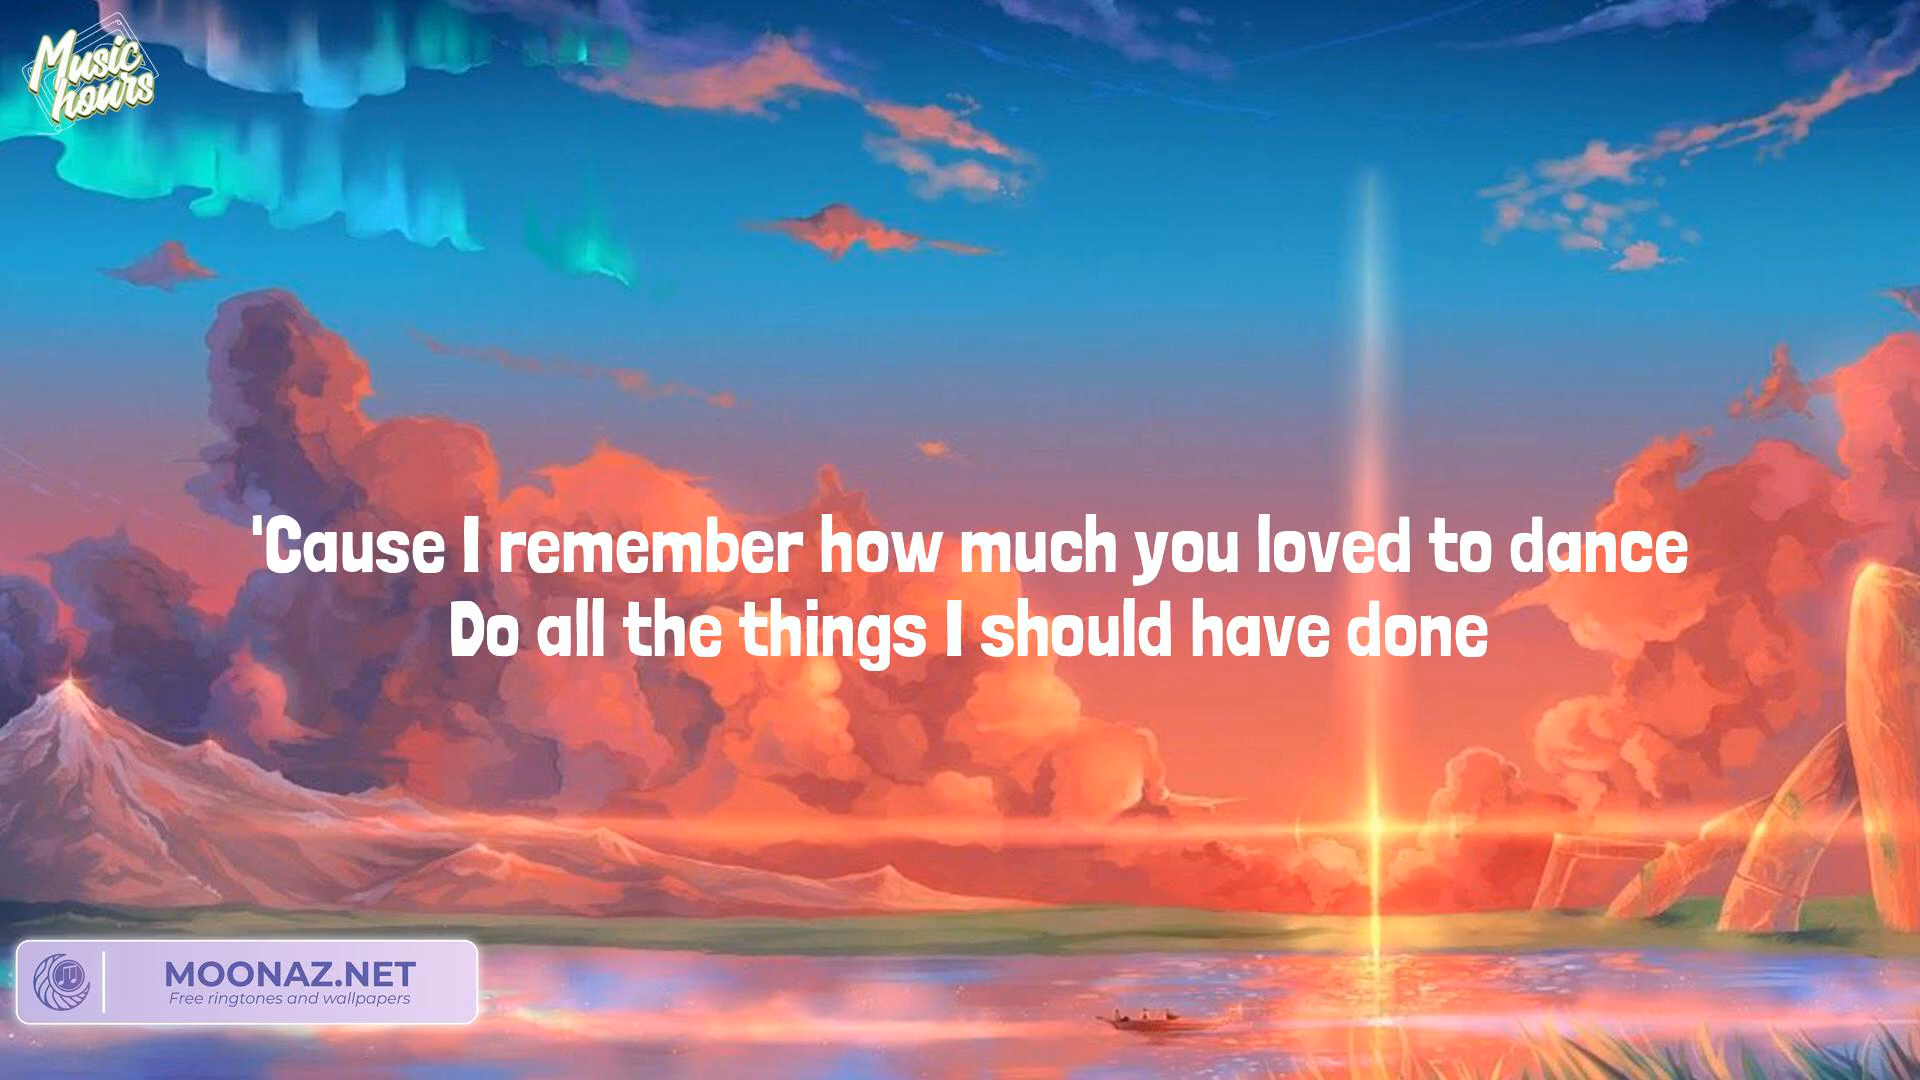 Music
hours
'Cause I remember how much you loved to dance
Do all the things I should have done
MOONAZ.NET
Free ringtones and wallpapers